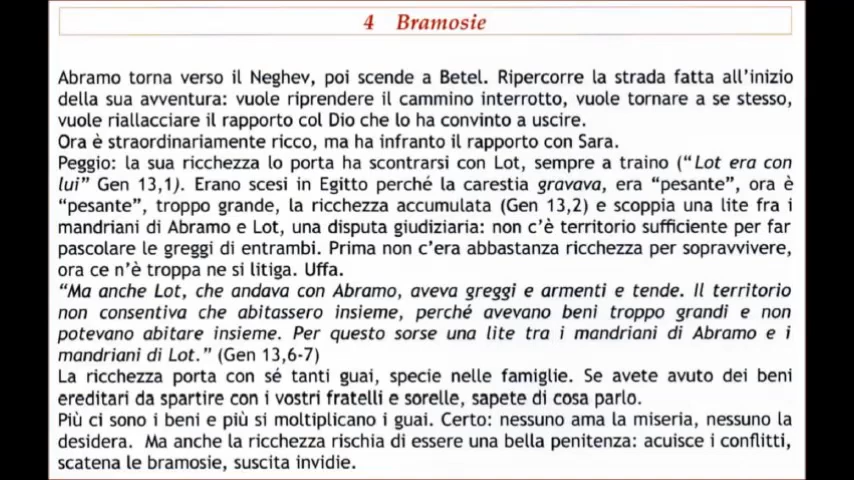 4 Bramosie
Abramo torna verso il Neghev, poi scende a Betel. Ripercorre la strada fatta all'inizio
della sua avventura: vuole riprendere il cammino interrotto, vuole tornare a se stesso,
vuole riallacciare il rapporto col Dio che lo ha convinto a uscire.
Ora è straordinariamente ricco, ma ha infranto il rapporto con Sara.
Peggio: la sua ricchezza lo porta ha scontrarsi con Lot, sempre a traino ("Lot era con
lui" Gen 13,1). Erano scesi in Egitto perché la carestia gravava, era "pesante", ora è
"pesante", troppo grande, la ricchezza accumulata (Gen 13,2) e scoppia una lite fra i
mandriani di Abramo e Lot, una disputa giudiziaria: non c'è territorio sufficiente per far
pascolare le greggi di entrambi. Prima non c'era abbastanza ricchezza per sopravvivere,
ora ce n'è troppa ne si litiga. Uffa.
"Ma anche Lot, che andava con Abramo, aveva greggi e armenti e tende. Il territorio
non consentiva che abitassero insieme, perché avevano beni troppo grandi e non
potevano abitare insieme. Per questo sorse una lite tra i mandriani di Abramo e i
mandriani di Lot." (Gen 13,6-7)
La ricchezza porta con sé tanti guai, specie nelle famiglie. Se avete avuto dei beni
ereditari da spartire con i vostri fratelli e sorelle, sapete di cosa parlo.
Più ci sono i beni e più si moltiplicano i guai. Certo: nessuno ama la miseria, nessuno la
desidera. Ma anche la ricchezza rischia di essere una bella penitenza: acuisce i conflitti,
scatena le bramosie, suscita invidie.